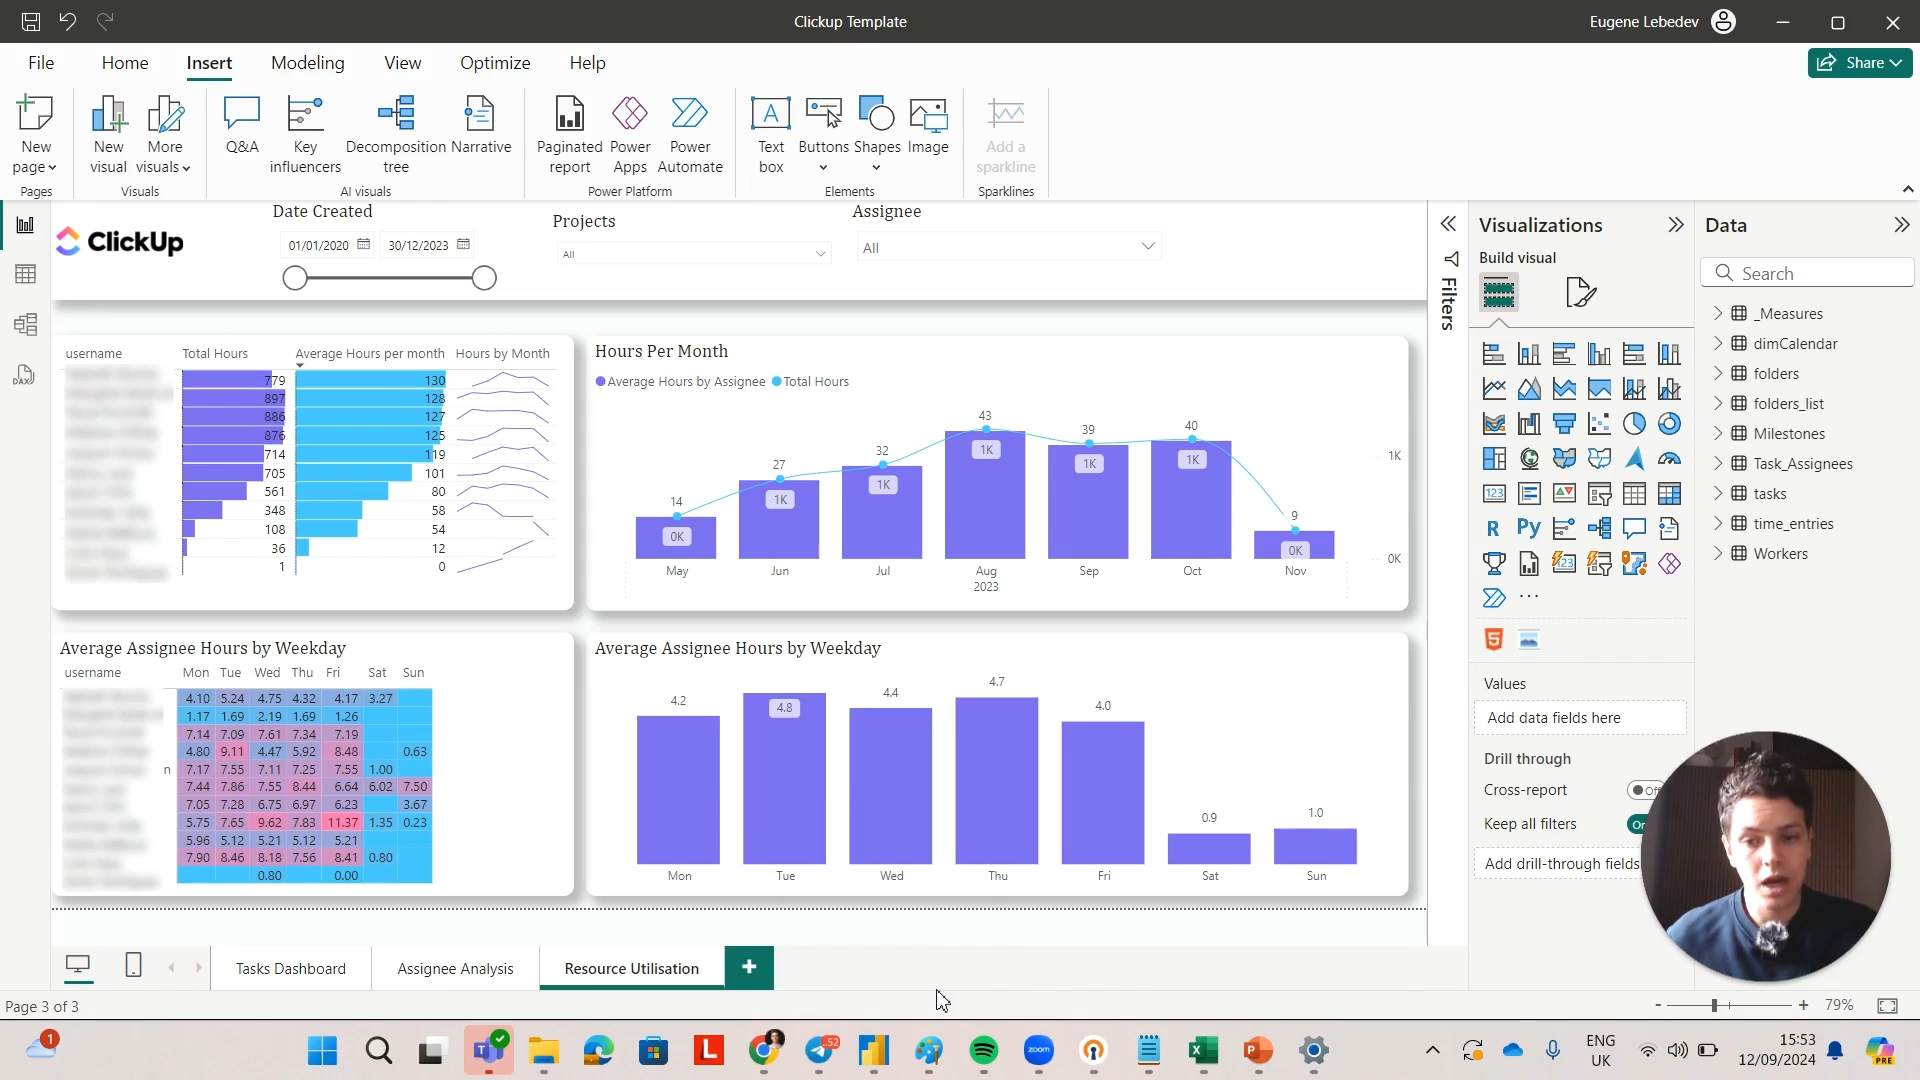 Clickup Template
Eugene Lebedev
File Home Insert Modeling View Optimize Help
Share
New page
New visual
More visuals
Q&A
Key influencers
Decomposition tree
Narrative
Paginated report
Power Apps
Power Automate
Text box
Buttons
Shapes
Image
Add a sparkline
Pages Visuals AI visuals Power Platform Elements Sparklines
ClickUp
Date Created
01/01/2020 30/12/2023
Projects
All
Assignee
All
username Total Hours Average Hours per month Hours by Month
779 130
897 128
886 127
876 125
714 119
705 101
561 80
348 58
108 54
36 12
1 0
Hours Per Month
Average Hours by Assignee Total Hours
14 27 32 43 39 40 9
0K 1K 1K 1K 1K 1K 0K
1K
0K
May Jun Jul Aug Sep Oct Nov
2023
Average Assignee Hours by Weekday
username Mon Tue Wed Thu Fri Sat Sun
4.10 5.24 4.75 4.32 4.17 3.27
1.17 1.69 2.19 1.69 1.26
7.14 7.09 7.61 7.34 7.19
4.80 9.11 4.47 5.92 8.48 0.63
n 7.17 7.55 7.11 7.25 7.55 1.00
7.44 7.86 7.55 8.44 6.64 6.02 7.50
7.05 7.28 6.75 6.97 6.23 3.67
5.75 7.65 9.62 7.83 11.37 1.35 0.23
5.96 5.12 5.21 5.12 5.21
7.90 8.46 8.18 7.56 8.41 0.80
0.80 0.00
Average Assignee Hours by Weekday
4.2 4.8 4.4 4.7 4.0 0.9 1.0
Mon Tue Wed Thu Fri Sat Sun
Filters
Visualizations
Build visual
123
R Py
123
Values
Add data fields here
Drill through
Cross-report
Off
Keep all filters
On
Add drill-through fields
Data
Search
_Measures
dimCalendar
folders
folders_list
Milestones
Task_Assignees
tasks
time_entries
Workers
DAX
Tasks Dashboard Assignee Analysis Resource Utilisation
Page 3 of 3
79%
1
52
zoom
ENG
UK
15:53
12/09/2024
PRE